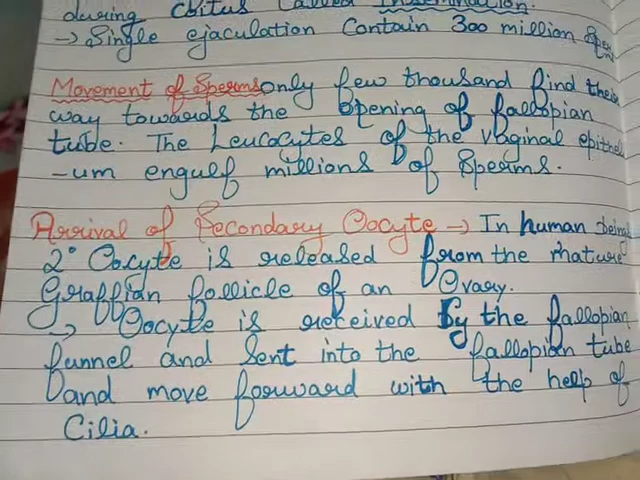 during Coitus Called Insemination.
→ Single ejaculation Contain 300 million Sperm
Movement of Sperms only few thousand find their
way towards the opening of fallopian
tube. The Leucocytes of the vaginal epitheli
-um engulf millions of Sperms.
Arrival of Secondary Oocyte → In human beings
2° Oocyte is released from the mature
Graffian follicle of an Ovary.
→ Oocyte is received by the fallopian
funnel and Sent into the fallopian tube
and move forward with the help of
Cilia.